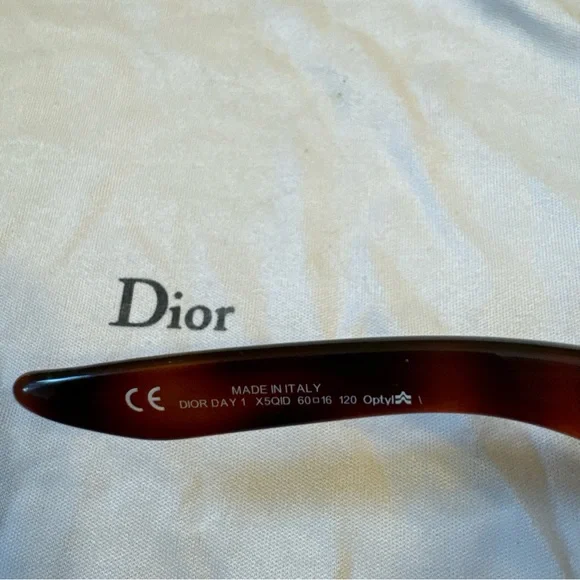 Dior
CE
MADE IN ITALY
DIOR DAY 1 X5QID 60□16 120 Optyl \